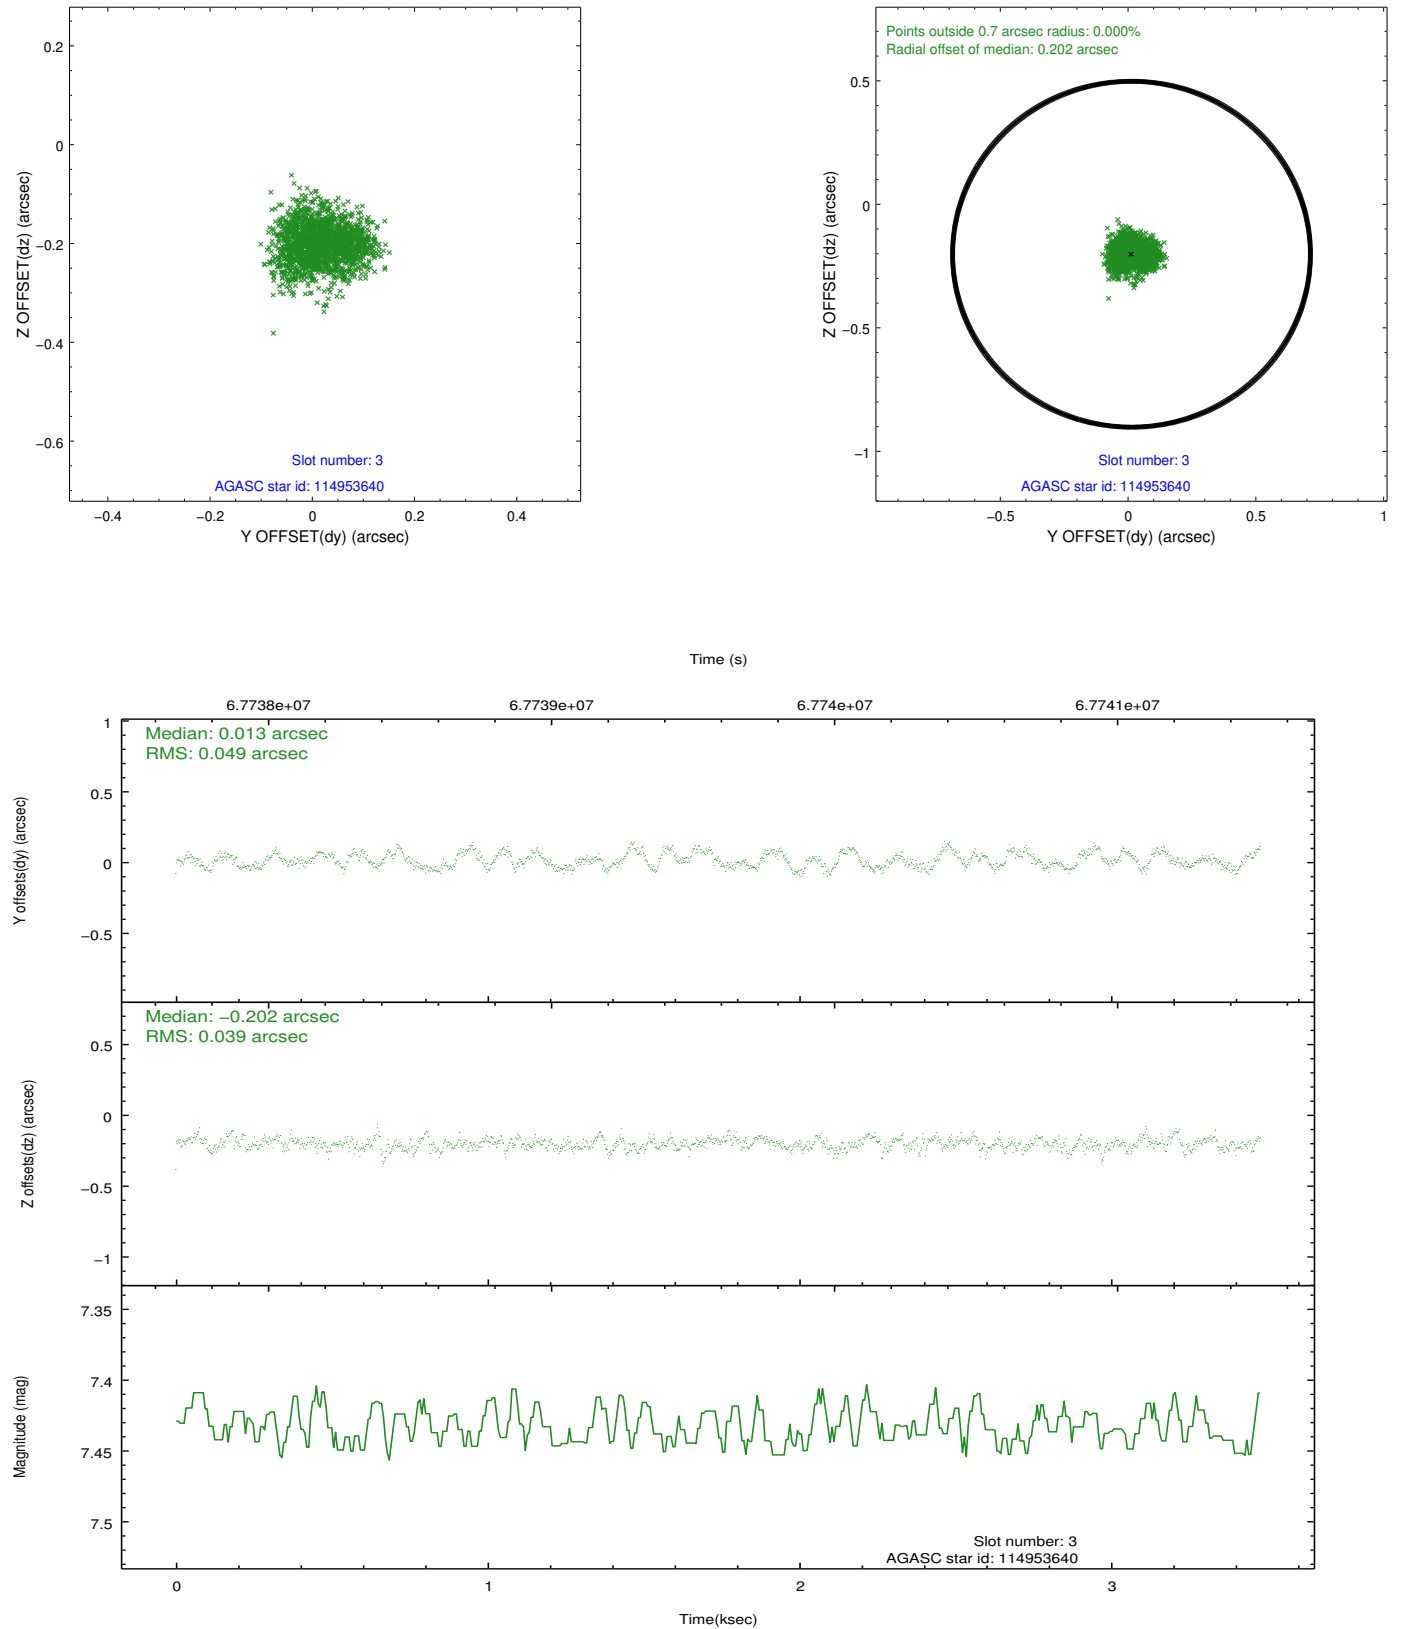 0.2
0
−0.2
−0.4
−0.6
Z OFFSET(dz) (arcsec)
Slot number: 3
AGASC star id: 114953640
−0.4
−0.2
0
0.2
0.4
Y OFFSET(dy) (arcsec)
Points outside 0.7 arcsec radius: 0.000%
Radial offset of median: 0.202 arcsec
0.5
0
−0.5
−1
Z OFFSET(dz) (arcsec)
Slot number: 3
AGASC star id: 114953640
−0.5
0
0.5
1
Y OFFSET(dy) (arcsec)
Time (s)
6.7738e+07
6.7739e+07
6.774e+07
6.7741e+07
Median: 0.013 arcsec
RMS: 0.049 arcsec
1
0.5
0
−0.5
Y offsets(dy) (arcsec)
Median: −0.202 arcsec
RMS: 0.039 arcsec
0.5
0
−0.5
−1
Z offsets(dz) (arcsec)
7.35
7.4
7.45
7.5
Magnitude (mag)
Slot number: 3
AGASC star id: 114953640
0
1
2
3
Time(ksec)